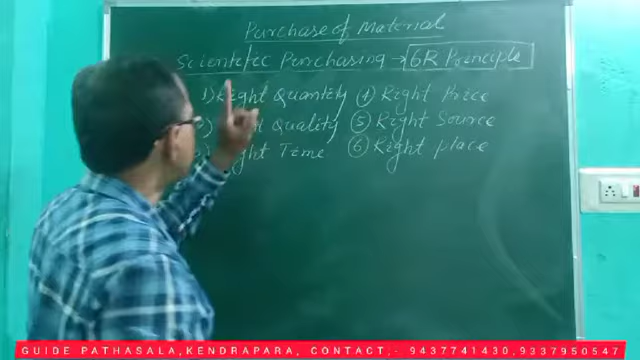 Purchase of Material
Scientific Purchasing → 6R Principle
1) Right Quantity ④ Right Price
Quality ⑤ Right Source
Time ⑥ Right place
GUIDE PATHASALA,KENDRAPARA, CONTACT,- 9437741430,9337950547